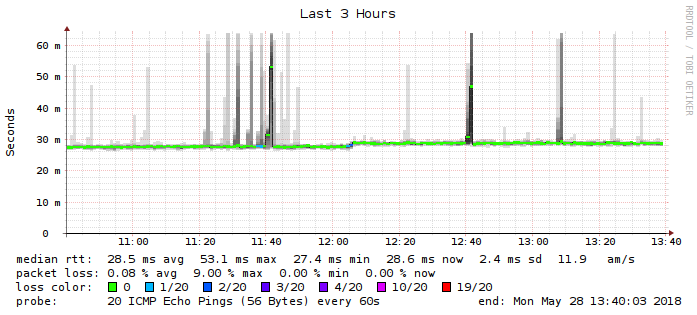 Last 3 Hours
RRDTOOL / TOBI OETIKER
Seconds
60 m
50 m
40 m
30 m
20 m
10 m
0
11:00 11:20 11:40 12:00 12:20 12:40 13:00 13:20 13:40
median rtt: 28.5 ms avg 53.1 ms max 27.4 ms min 28.6 ms now 2.4 ms sd 11.9 am/s
packet loss: 0.08 % avg 9.00 % max 0.00 % min 0.00 % now
loss color: 0 1/20 2/20 3/20 4/20 10/20 19/20
probe: 20 ICMP Echo Pings (56 Bytes) every 60s end: Mon May 28 13:40:03 2018